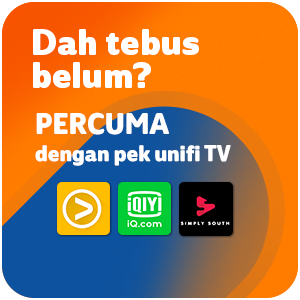 Dah tebus
belum?
PERCUMA
dengan pek unifi TV
iQIYI
iQ.com
SIMPLY SOUTH